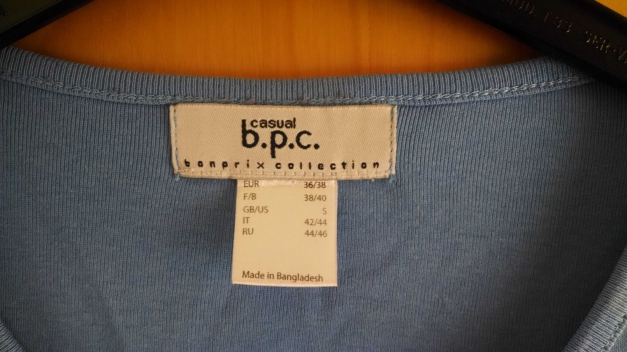 casual
b.p.c.
bonprix collection
EUR 36/38
F/B 38/40
GB/US S
IT 42/44
RU 44/46
Made in Bangladesh